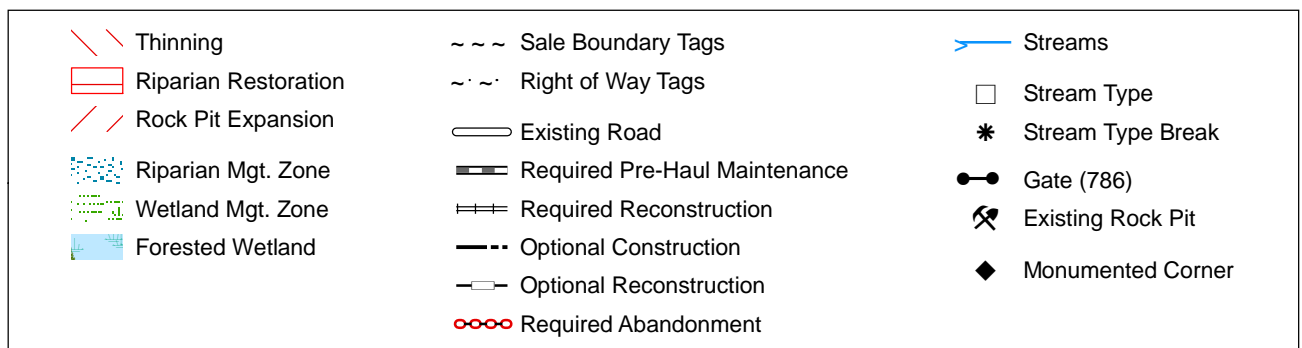 Thinning
Riparian Restoration
Rock Pit Expansion
Riparian Mgt. Zone
Wetland Mgt. Zone
Forested Wetland
Sale Boundary Tags
Right of Way Tags
Existing Road
Required Pre-Haul Maintenance
Required Reconstruction
Optional Construction
Optional Reconstruction
Required Abandonment
Streams
Stream Type
Stream Type Break
Gate (786)
Existing Rock Pit
Monumented Corner